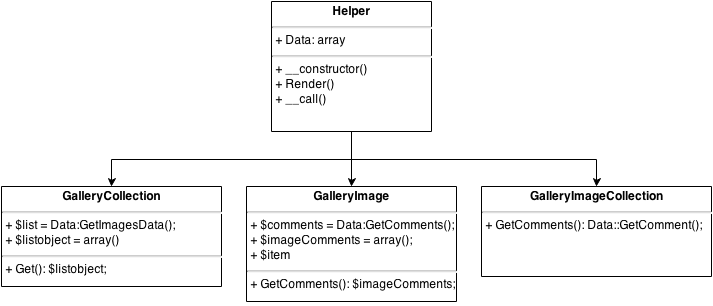 Helper
+ Data: array
+ __constructor()
+ Render()
+ __call()
GalleryCollection
+ $list = Data:GetImagesData();
+ $listobject = array()
+ Get(): $listobject;
GalleryImage
+ $comments = Data:GetComments();
+ $imageComments = array();
+ $item
+ GetComments(): $imageComments;
GalleryImageCollection
+ GetComments(): Data::GetComment();